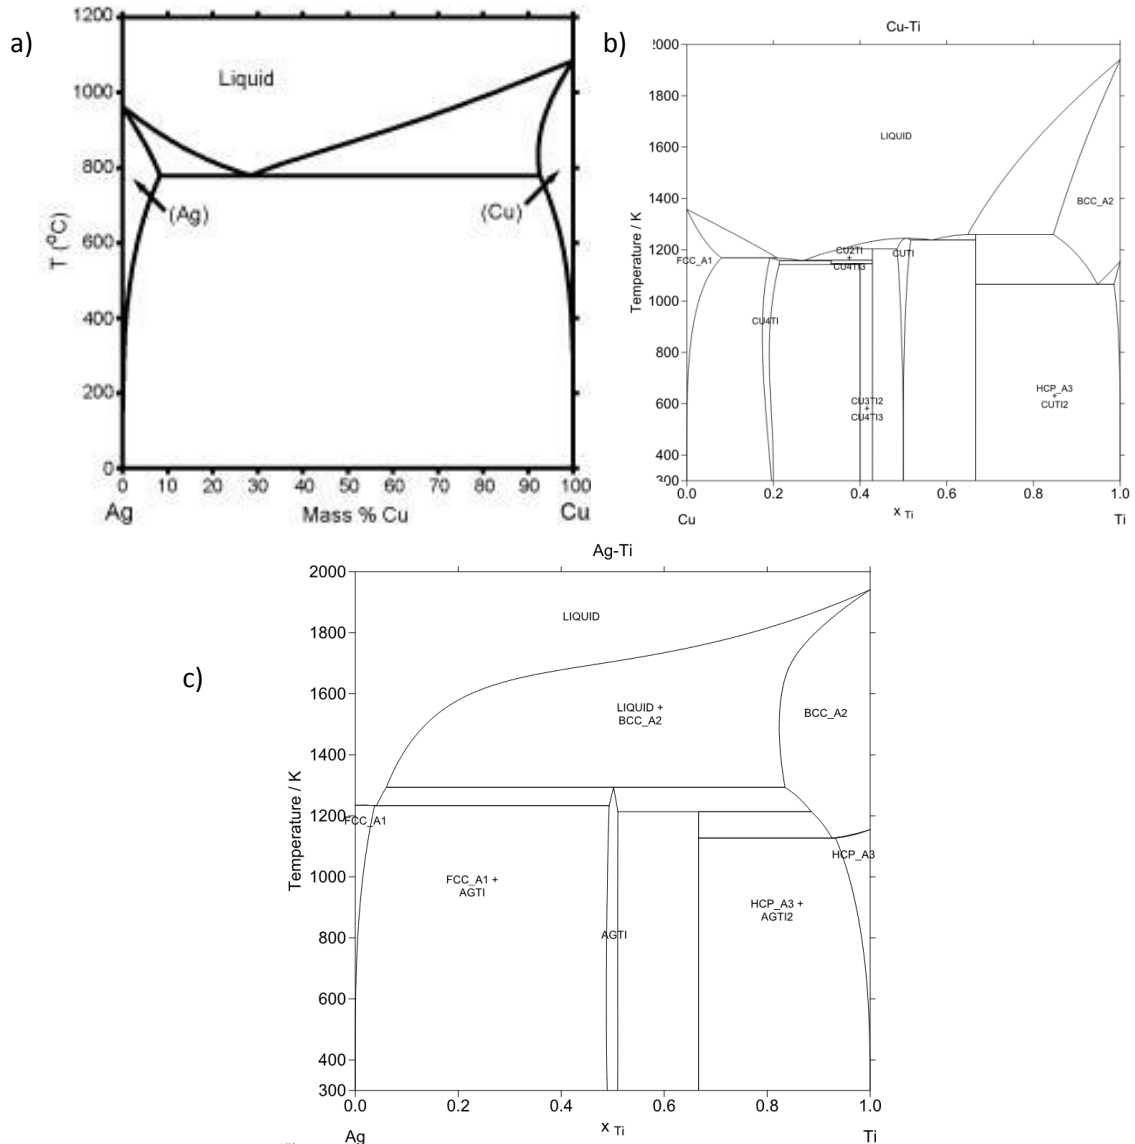 a)
1200
1000
800
600
400
200
0
T (°C)
Liquid
(Ag)
(Cu)
0 10 20 30 40 50 60 70 80 90 100
Ag Mass % Cu Cu
b)
Cu-Ti
2000
1800
1600
1400
1200
1000
800
600
400
300
Temperature / K
LIQUID
BCC_A2
FCC_A1
CU2TI
+
CU4TI3
CUTI
CU4TI
CU3TI2
+
CU4TI3
HCP_A3
+
CUTI2
0.0 0.2 0.4 0.6 0.8 1.0
Cu x Ti Ti
c)
Ag-Ti
2000
1800
1600
1400
1200
1000
800
600
400
300
Temperature / K
LIQUID
LIQUID +
BCC_A2
BCC_A2
FCC_A1
HCP_A3
FCC_A1 +
AGTI
HCP_A3 +
AGTI2
AGTI
0.0 0.2 0.4 0.6 0.8 1.0
Ag x Ti Ti